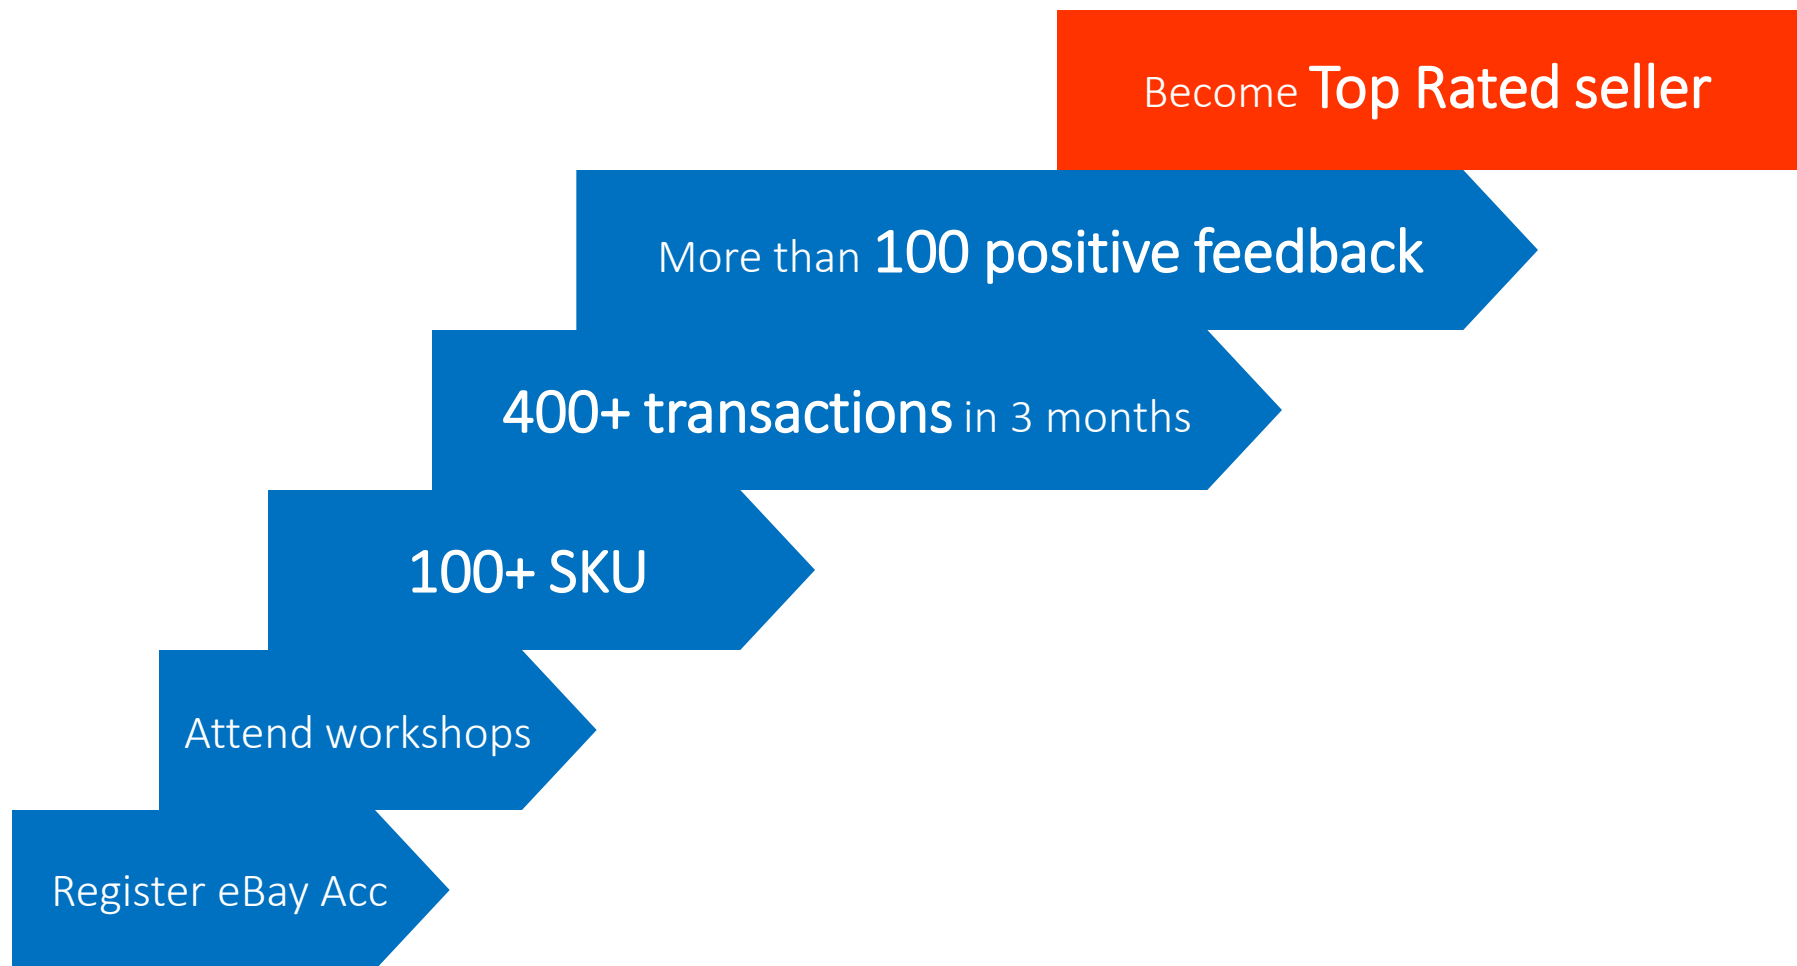 Become Top Rated seller
More than 100 positive feedback
400+ transactions in 3 months
100+ SKU
Attend workshops
Register eBay Acc